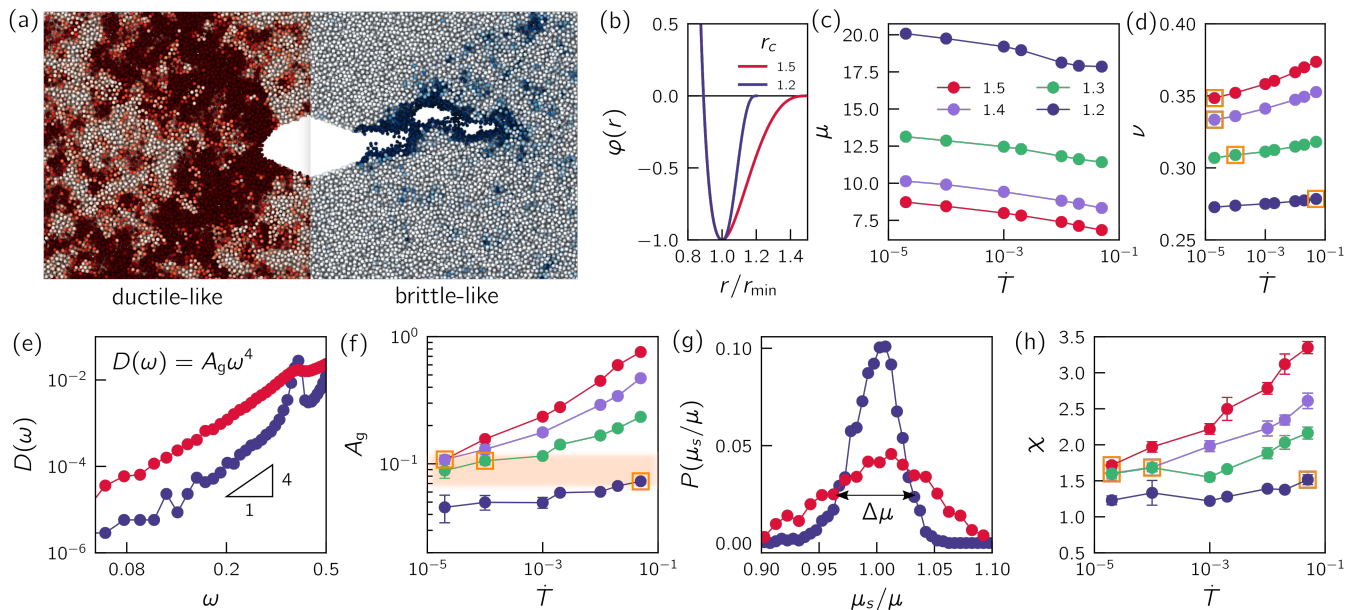 (a)
ductile-like
brittle-like
(b)
0.5
0.0
−0.5
−1.0
φ(r)
r_c
1.5
1.2
0.8 1.0 1.2 1.4
r/r_min
(c)
20.0
17.5
15.0
12.5
10.0
7.5
μ
1.5 1.3
1.4 1.2
10⁻³ 10⁻¹
Ṫ
(d)
0.40
0.35
0.30
0.25
ν
10⁻⁵ 10⁻³ 10⁻¹
Ṫ
(e)
D(ω) = A_g ω⁴
10⁻²
10⁻⁴
10⁻⁶
D(ω)
4
1
0.08 0.2 0.5
ω
(f)
10⁰
10⁻¹
A_g
10⁻⁵ 10⁻³ 10⁻¹
Ṫ
(g)
0.10
0.05
0.00
P(μ_s/μ)
Δμ
0.90 0.95 1.00 1.05 1.10
μ_s/μ
(h)
3.5
3.0
2.5
2.0
1.5
1.0
0.5
χ
10⁻⁵ 10⁻³ 10⁻¹
Ṫ